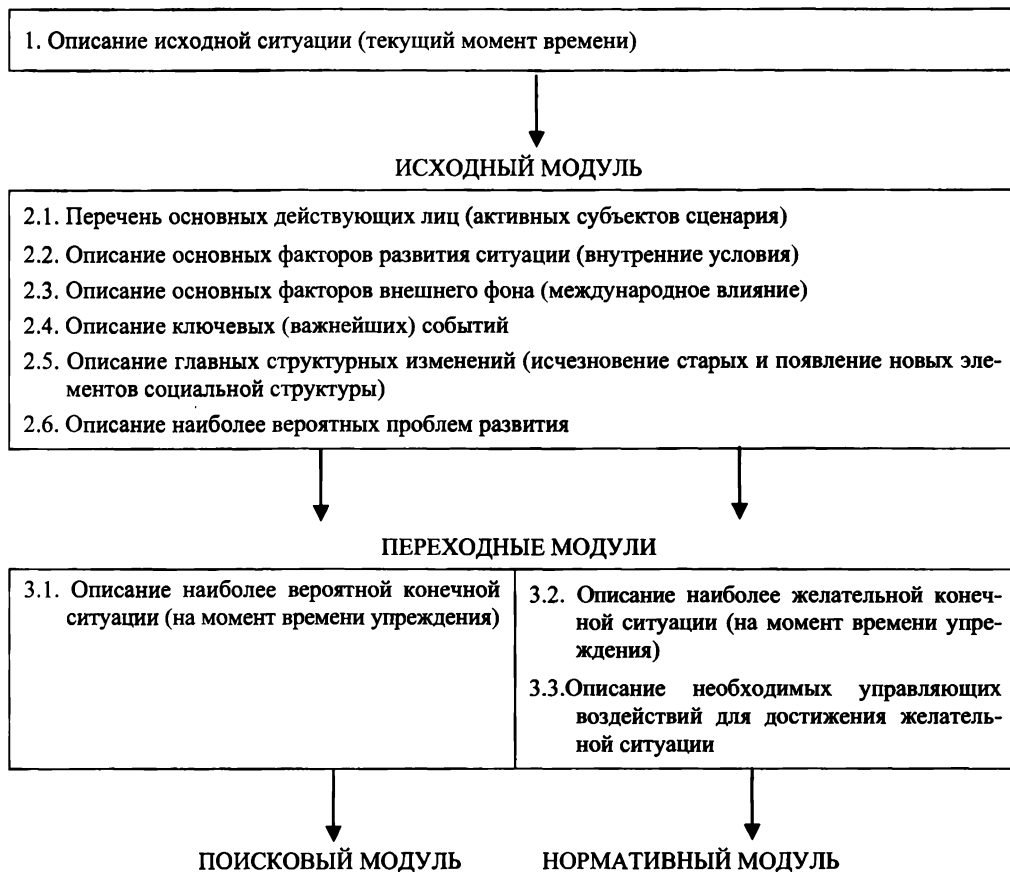 1. Описание исходной ситуации (текущий момент времени)
ИСХОДНЫЙ МОДУЛЬ
2.1. Перечень основных действующих лиц (активных субъектов сценария)
2.2. Описание основных факторов развития ситуации (внутренние условия)
2.3. Описание основных факторов внешнего фона (международное влияние)
2.4. Описание ключевых (важнейших) событий
2.5. Описание главных структурных изменений (исчезновение старых и появление новых эле-
ментов социальной структуры)
2.6. Описание наиболее вероятных проблем развития
ПЕРЕХОДНЫЕ МОДУЛИ
3.1. Описание наиболее вероятной конечной
ситуации (на момент времени упреждения)
3.2. Описание наиболее желательной конеч-
ной ситуации (на момент времени упре-
ждения)
3.3.Описание необходимых управляющих
воздействий для достижения желатель-
ной ситуации
ПОИСКОВЫЙ МОДУЛЬ
НОРМАТИВНЫЙ МОДУЛЬ